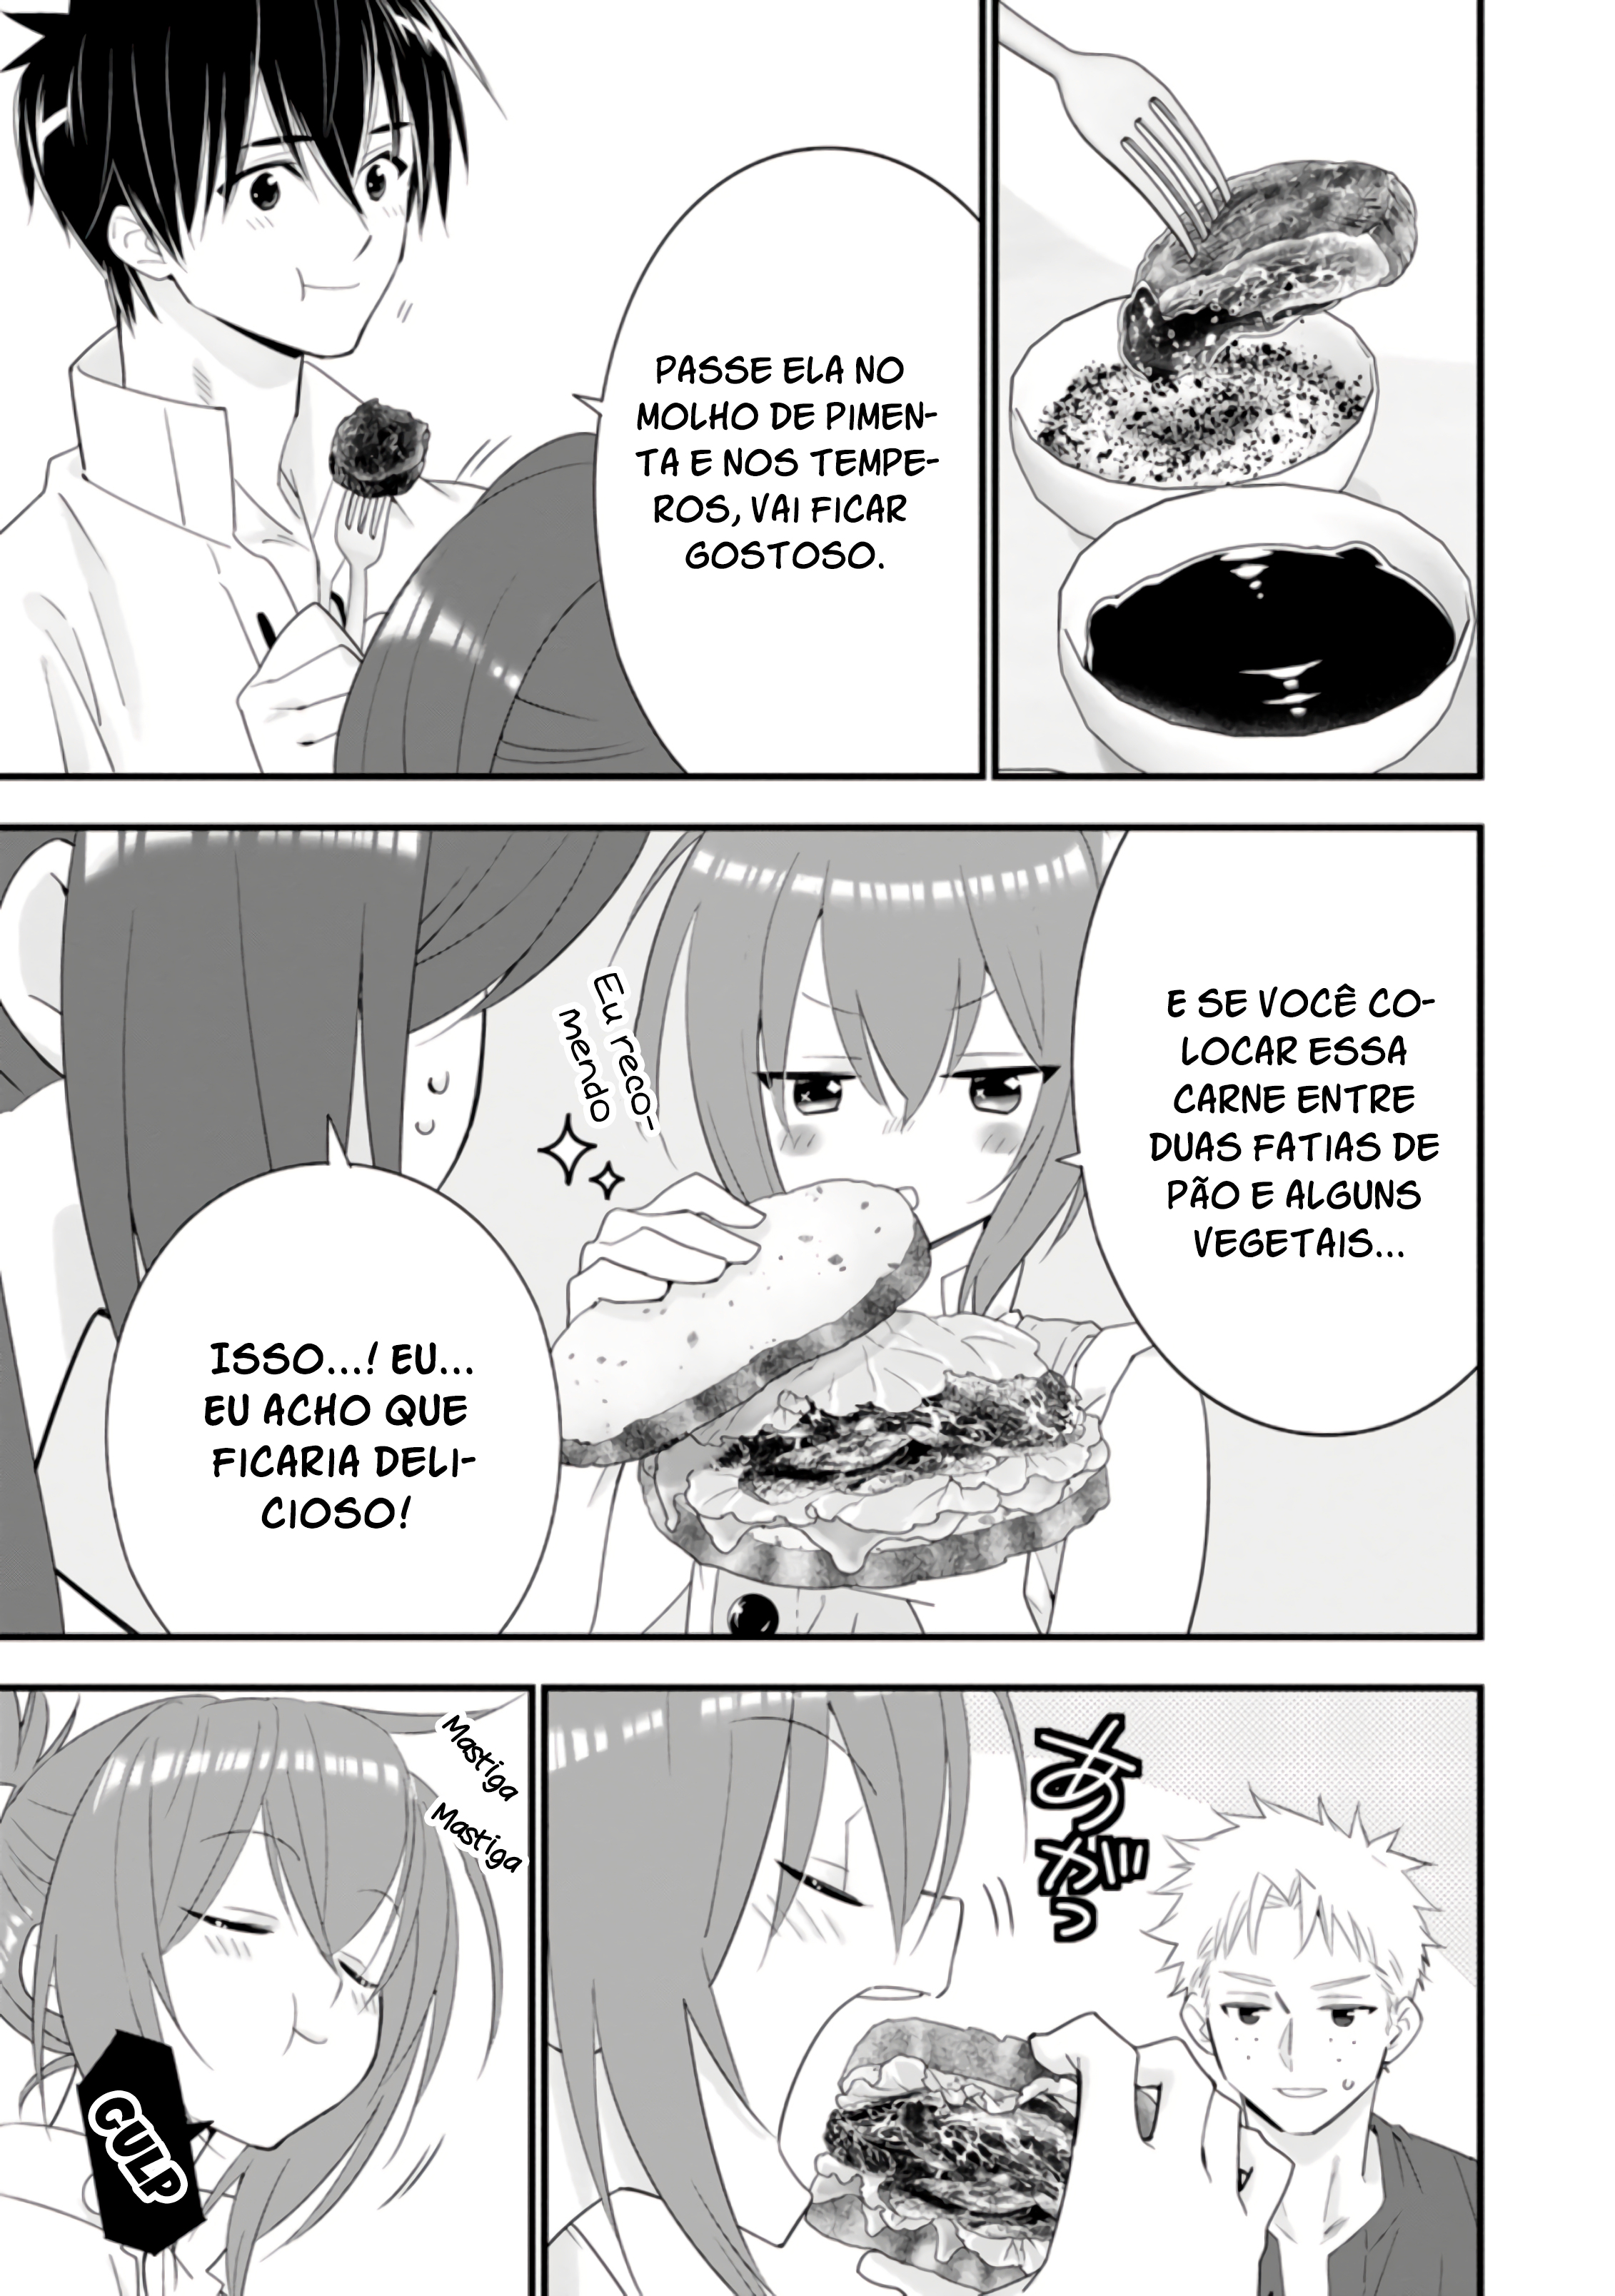 PASSE ELA NO
MOLHO DE PIMEN-
TA E NOS TEMPE-
ROS, VAI FICAR
GOSTOSO.
E SE VOCÊ CO-
LOCAR ESSA
CARNE ENTRE
DUAS FATIAS DE
PÃO E ALGUNS
VEGETAIS...
Eu reco-
mendo
ISSO...! EU...
EU ACHO QUE
FICARIA DELI-
CIOSO!
あがっ
Mastiga
Mastiga
GULP